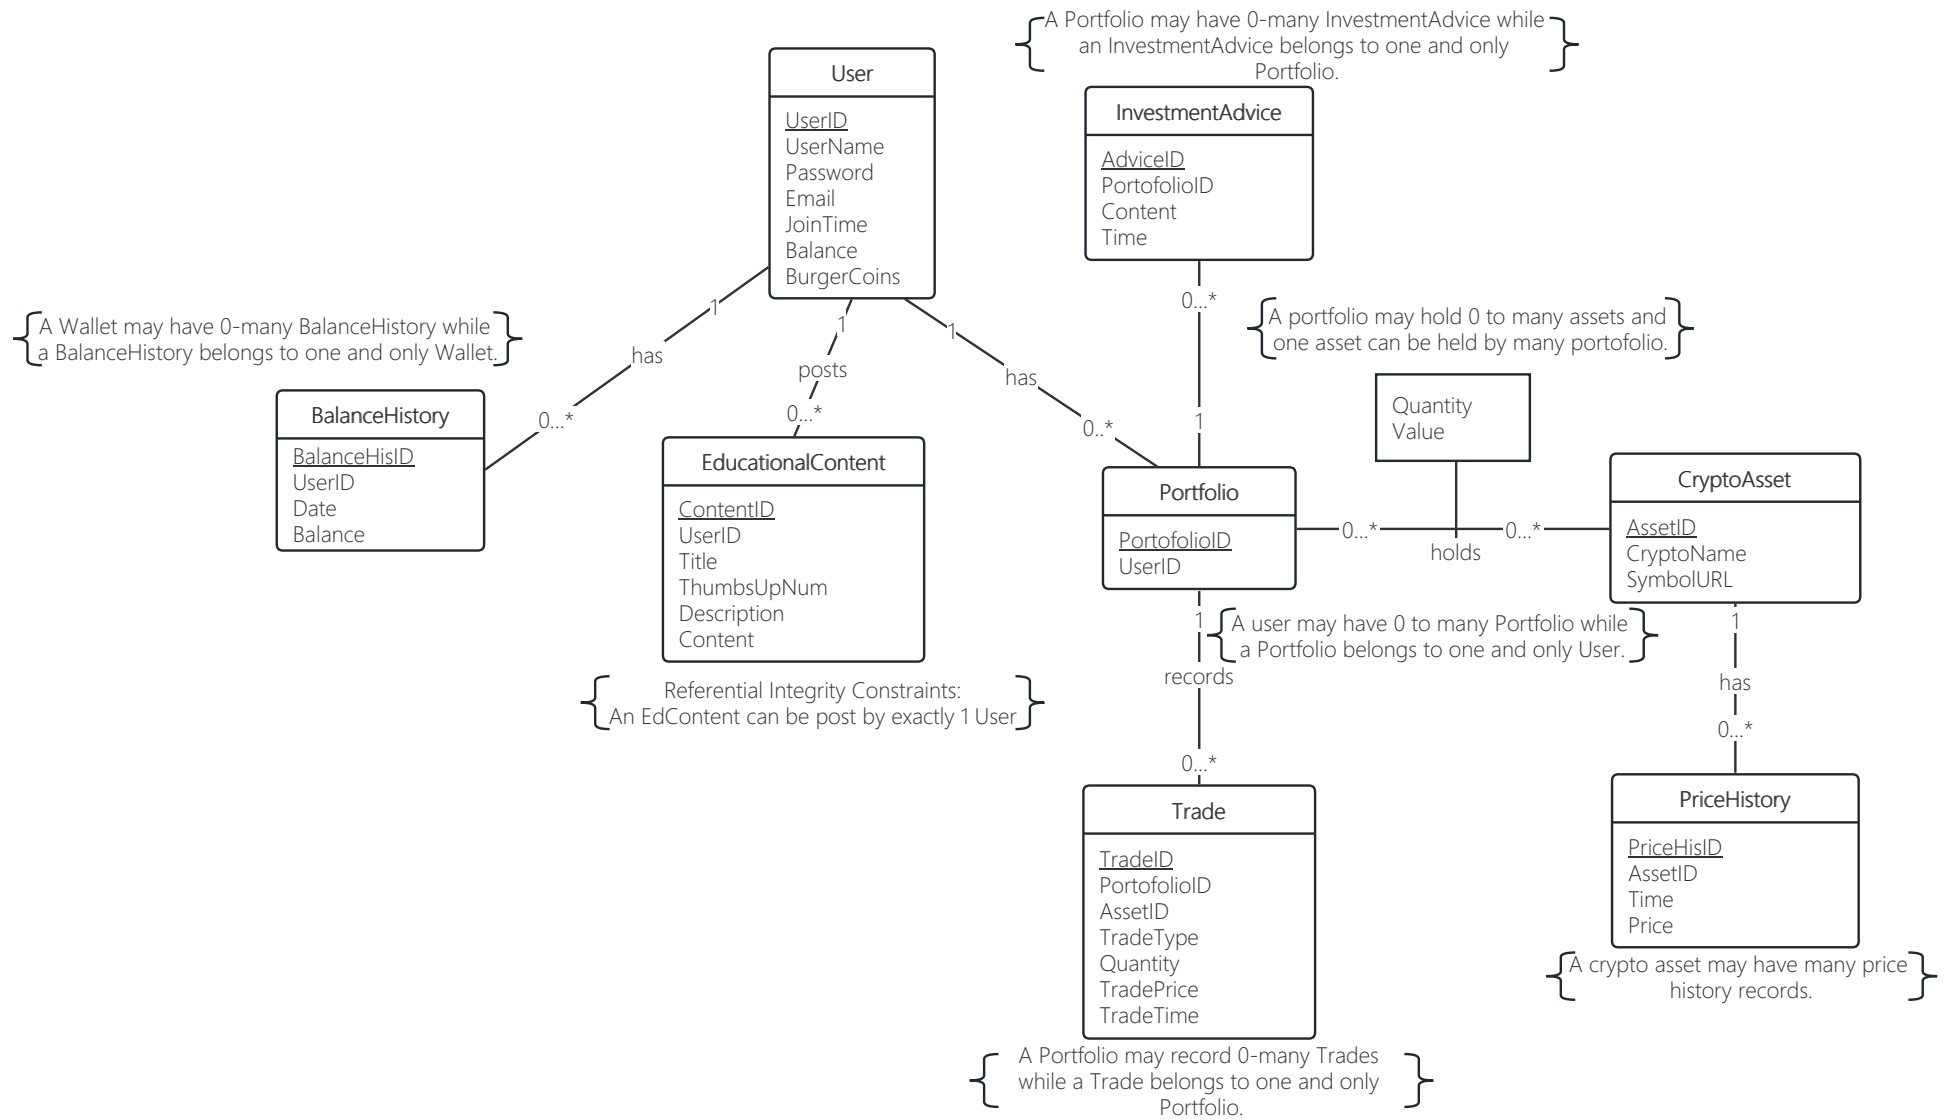 A Portfolio may have 0-many InvestmentAdvice while
an InvestmentAdvice belongs to one and only
Portfolio.
User
UserID
UserName
Password
Email
JoinTime
Balance
BurgerCoins
InvestmentAdvice
AdviceID
PortofolioID
Content
Time
A Wallet may have 0-many BalanceHistory while
a BalanceHistory belongs to one and only Wallet.
1
has
0...*
1
posts
0...*
1
has
0..*
0...*
1
A portfolio may hold 0 to many assets and
one asset can be held by many portofolio.
Quantity
Value
BalanceHistory
BalanceHisID
UserID
Date
Balance
EducationalContent
ContentID
UserID
Title
ThumbsUpNum
Description
Content
Referential Integrity Constraints:
An EdContent can be post by exactly 1 User
Portfolio
PortofolioID
UserID
0...*
holds
0...*
CryptoAsset
AssetID
CryptoName
SymbolURL
A user may have 0 to many Portfolio while
a Portfolio belongs to one and only User.
1
records
0...*
1
has
0...*
Trade
TradeID
PortofolioID
AssetID
TradeType
Quantity
TradePrice
TradeTime
PriceHistory
PriceHisID
AssetID
Time
Price
A crypto asset may have many price
history records.
A Portfolio may record 0-many Trades
while a Trade belongs to one and only
Portfolio.